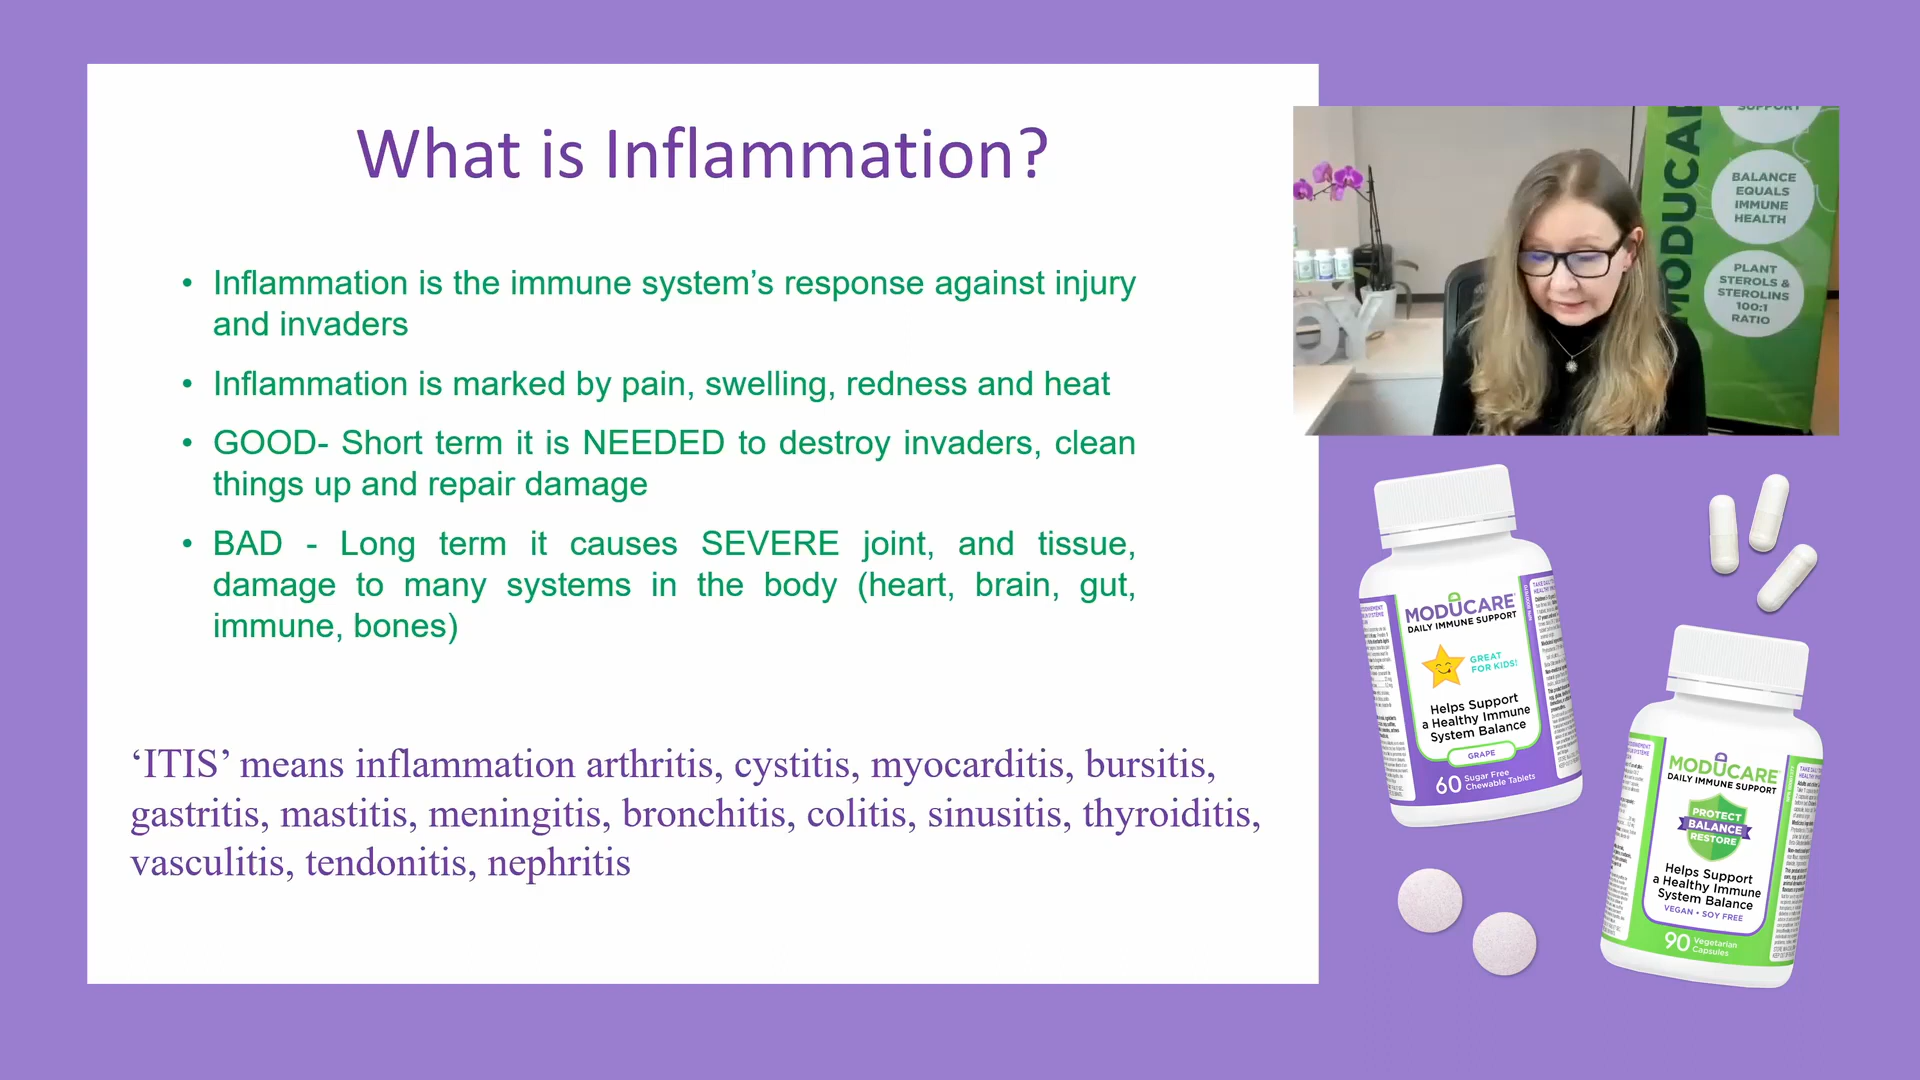 What is Inflammation?
• Inflammation is the immune system’s response against injury
and invaders
• Inflammation is marked by pain, swelling, redness and heat
• GOOD- Short term it is NEEDED to destroy invaders, clean
things up and repair damage
• BAD - Long term it causes SEVERE joint, and tissue,
damage to many systems in the body (heart, brain, gut,
immune, bones)
‘ITIS’ means inflammation arthritis, cystitis, myocarditis, bursitis,
gastritis, mastitis, meningitis, bronchitis, colitis, sinusitis, thyroiditis,
vasculitis, tendonitis, nephritis
SUPPORT
BALANCE
EQUALS
IMMUNE
HEALTH
PLANT
STEROLS &
STEROLINS
100:1
RATIO
MODUCARE
DAILY IMMUNE SUPPORT
GREAT
FOR KIDS!
Helps Support
a Healthy Immune
System Balance
GRAPE
60 Sugar Free
Chewable Tablets
MODUCARE
DAILY IMMUNE SUPPORT
PROTECT
BALANCE
RESTORE
Helps Support
a Healthy Immune
System Balance
VEGAN • SOY FREE
90 Vegetarian
Capsules